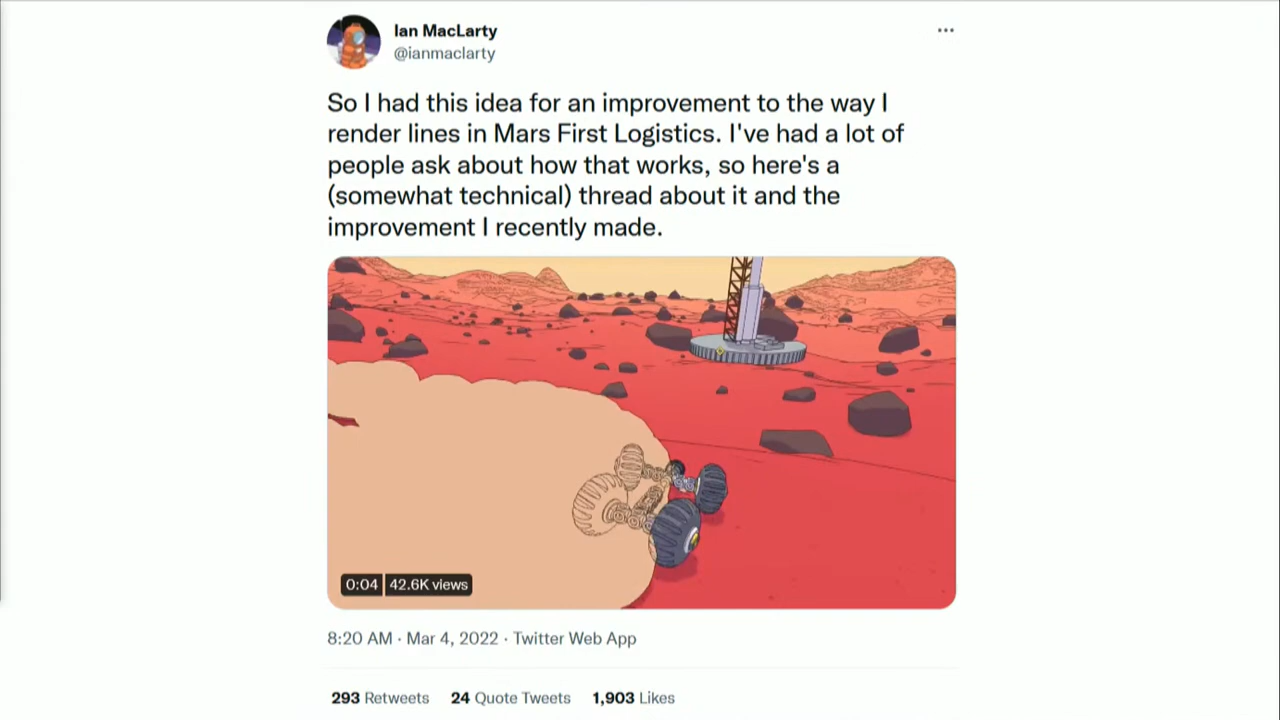 Ian MacLarty
@ianmaclarty
So I had this idea for an improvement to the way I
render lines in Mars First Logistics. I've had a lot of
people ask about how that works, so here's a
(somewhat technical) thread about it and the
improvement I recently made.
0:04 42.6K views
8:20 AM · Mar 4, 2022 · Twitter Web App
293 Retweets 24 Quote Tweets 1,903 Likes